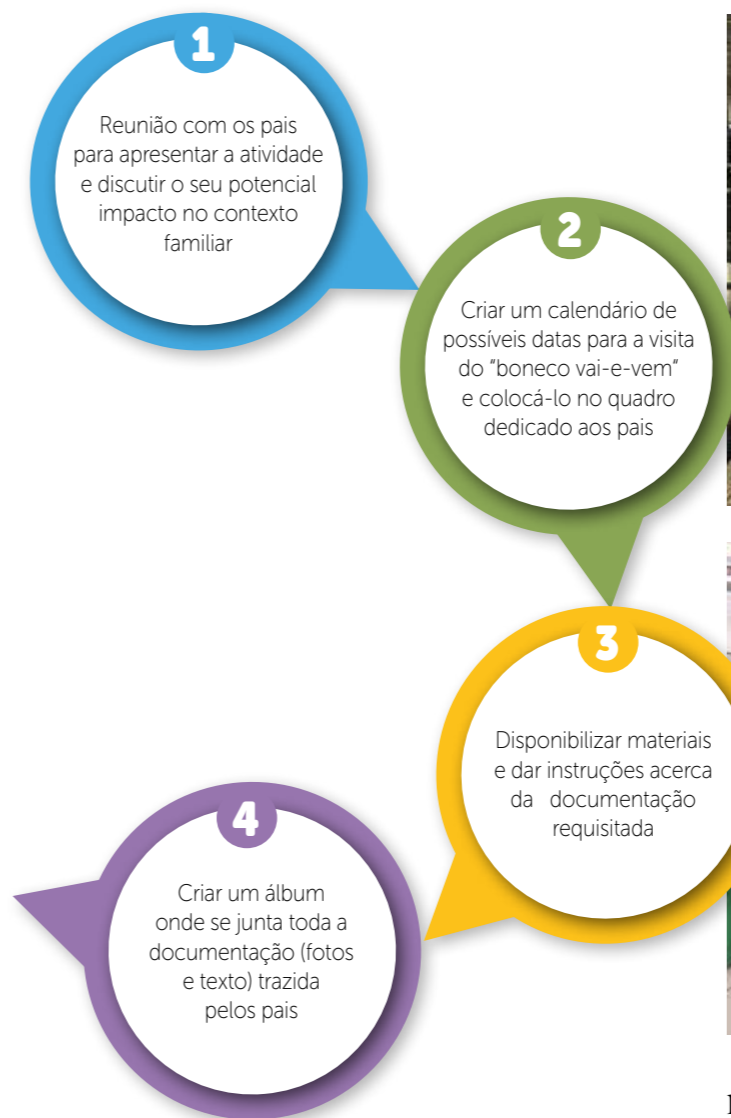 1
Reunião com os pais
para apresentar a atividade
e discutir o seu potencial
impacto no contexto
familiar
2
Criar um calendário de
possíveis datas para a visita
do "boneco vai-e-vem"
e colocá-lo no quadro
dedicado aos pais
3
Disponibilizar materiais
e dar instruções acerca
da documentação
requisitada
4
Criar um álbum
onde se junta toda a
documentação (fotos
e texto) trazida
pelos pais